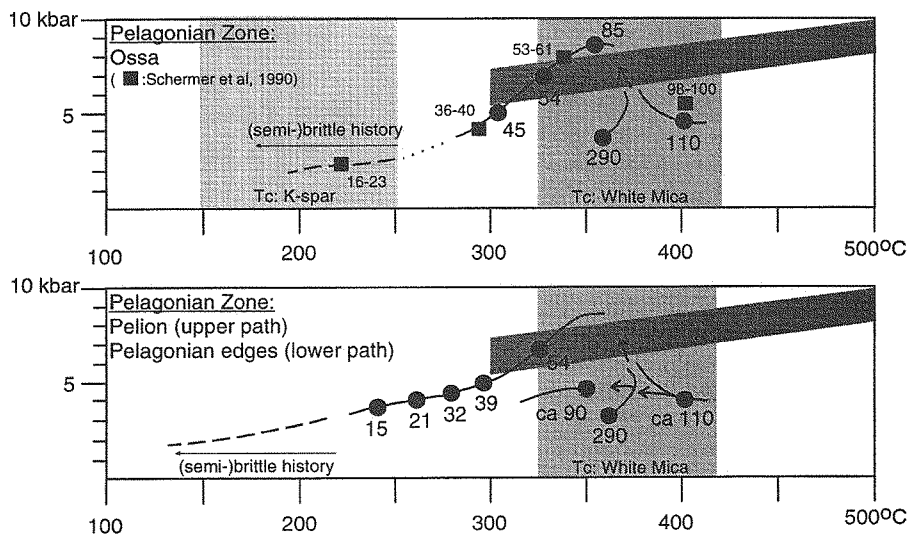 10 kbar
Pelagonian Zone:
Ossa
( ■:Schermer et al, 1990)
85
53-61
54
98-100
5
36-40
45
(semi-)brittle history
290
110
16-23
Tc: K-spar
Tc: White Mica
100
200
300
400
500ºC
10 kbar
Pelagonian Zone:
Pelion (upper path)
Pelagonian edges (lower path)
54
5
39
32
21
15
ca 90
290
ca 110
(semi-)brittle history
Tc: White Mica
100
200
300
400
500ºC